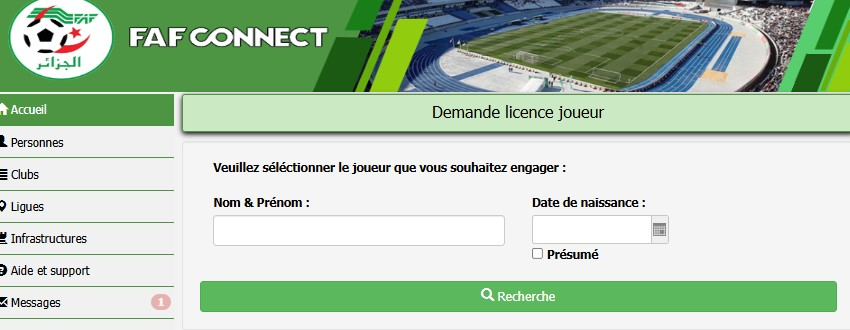 FAF
الجزائر
FAF CONNECT
Accueil
Personnes
Clubs
Ligues
Infrastructures
Aide et support
Messages 1
Demande licence joueur
Veuillez séléctionner le joueur que vous souhaitez engager :
Nom & Prénom :
Date de naissance :
Présumé
Recherche